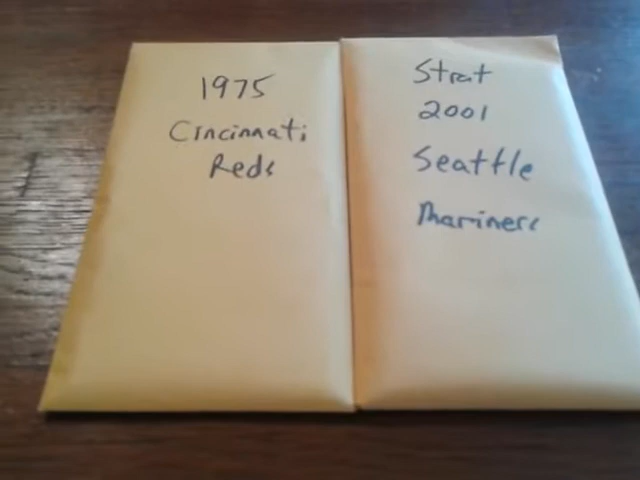 1975
Cincinnati
Reds
Strat
2001
Seattle
Mariners